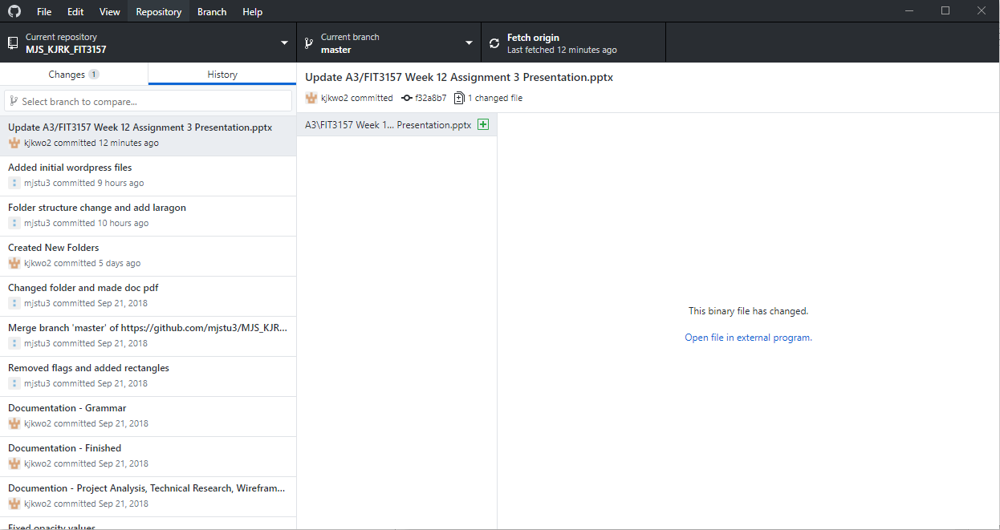 File Edit View Repository Branch Help
Current repository
MJS_KJRK_FIT3157
Current branch
master
Fetch origin
Last fetched 12 minutes ago
Changes 1
History
Select branch to compare...
Update A3/FIT3157 Week 12 Assignment 3 Presentation.pptx
kjkwo2 committed 12 minutes ago
Added initial wordpress files
mjstu3 committed 9 hours ago
Folder structure change and add laragon
mjstu3 committed 10 hours ago
Created New Folders
kjkwo2 committed 5 days ago
Changed folder and made doc pdf
mjstu3 committed Sep 21, 2018
Merge branch 'master' of https://github.com/mjstu3/MJS_KJR...
mjstu3 committed Sep 21, 2018
Removed flags and added rectangles
mjstu3 committed Sep 21, 2018
Documentation - Grammar
kjkwo2 committed Sep 21, 2018
Documentation - Finished
kjkwo2 committed Sep 21, 2018
Documention - Project Analysis, Technical Research, Wirefram...
kjkwo2 committed Sep 21, 2018
Fixed opacity values
Update A3/FIT3157 Week 12 Assignment 3 Presentation.pptx
kjkwo2 committed f32a8b7 1 changed file
A3\FIT3157 Week 1... Presentation.pptx
This binary file has changed.
Open file in external program.